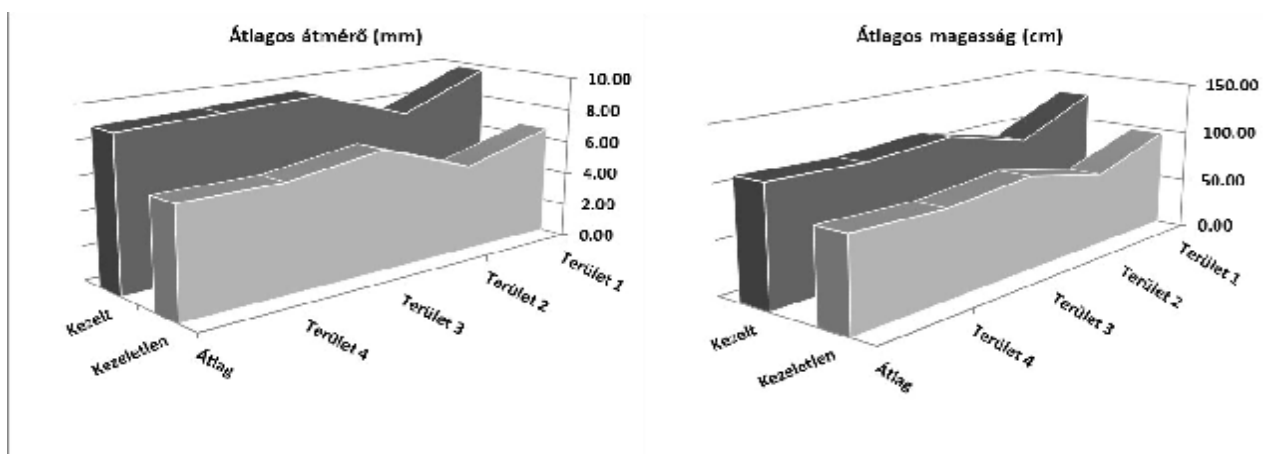 Átlagos átmérő (mm)
10.00
8.00
6.00
4.00
2.00
0.00
Terület 1
Terület 2
Terület 3
Terület 4
Átlag
Kezelt
Kezeletlen
Átlagos magasság (cm)
150.00
100.00
50.00
0.00
Terület 1
Terület 2
Terület 3
Terület 4
Átlag
Kezelt
Kezeletlen